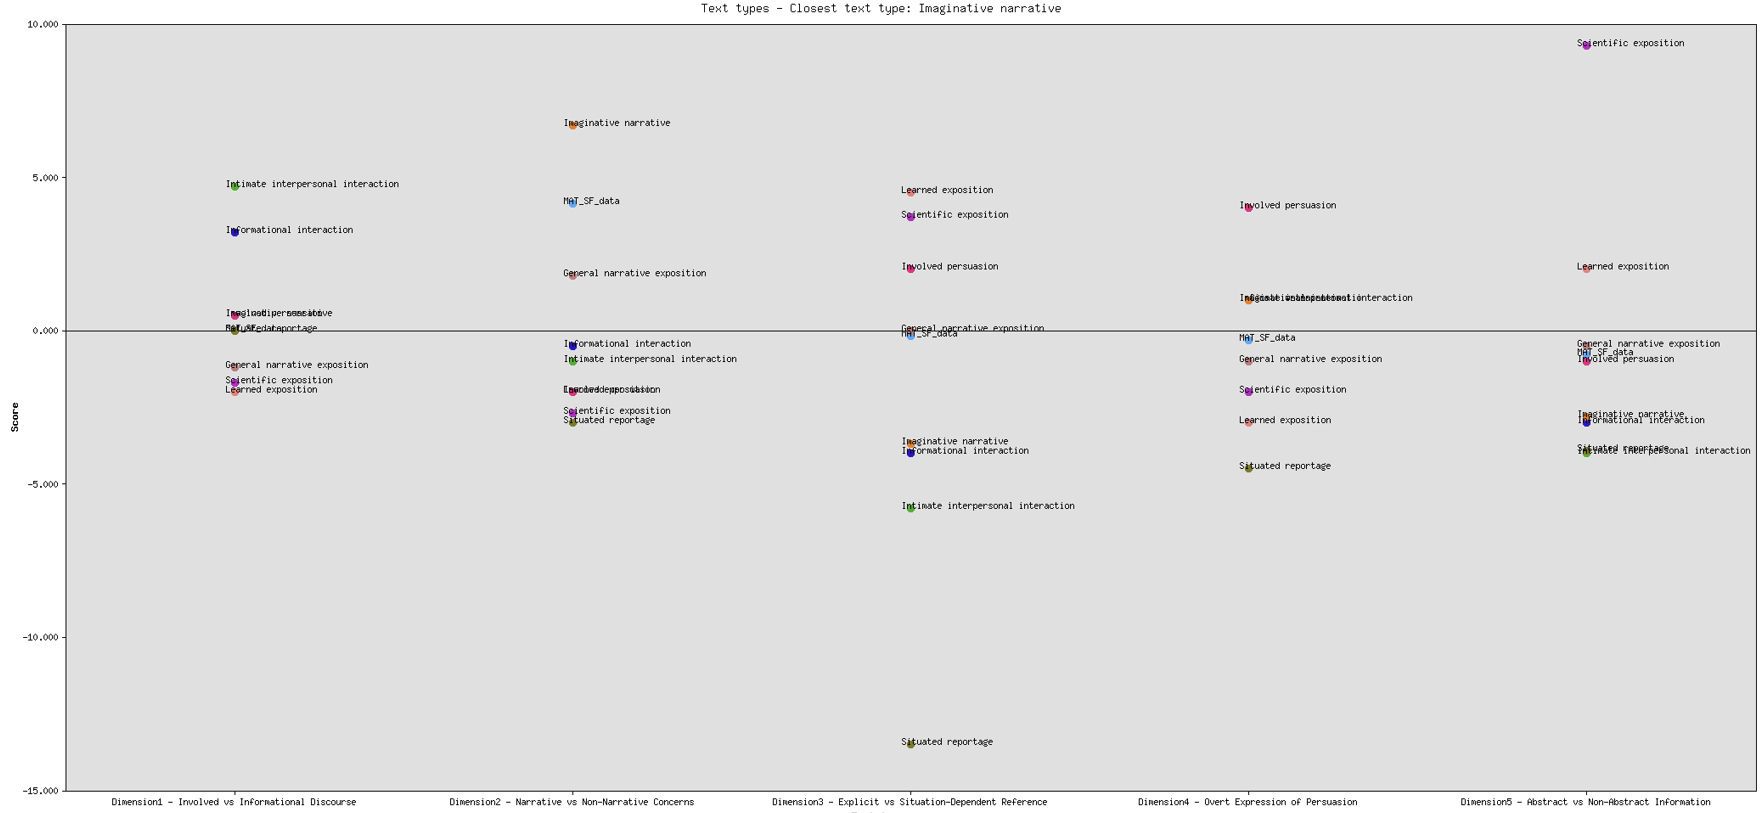 Text types - Closest text type: Imaginative narrative
10.000
5.000
0.000
-5.000
-10.000
-15.000
Score
Intimate interpersonal interaction
Informational interaction
General narrative exposition
Scientific exposition
Learned exposition
Imaginative narrative
MAT_SF_data
General narrative exposition
Informational interaction
Intimate interpersonal interaction
Scientific exposition
Situated reportage
Learned exposition
Scientific exposition
Involved persuasion
General narrative exposition
MAT_SF_data
Imaginative narrative
Informational interaction
Intimate interpersonal interaction
Situated reportage
Involved persuasion
MAT_SF_data
General narrative exposition
Scientific exposition
Learned exposition
Situated reportage
Scientific exposition
Learned exposition
General narrative exposition
MAT_SF_data
Involved persuasion
Imaginative narrative
Informational interaction
Situated reportage
Intimate interpersonal interaction
Dimension1 - Involved vs Informational Discourse
Dimension2 - Narrative vs Non-Narrative Concerns
Dimension3 - Explicit vs Situation-Dependent Reference
Dimension4 - Overt Expression of Persuasion
Dimension5 - Abstract vs Non-Abstract Information